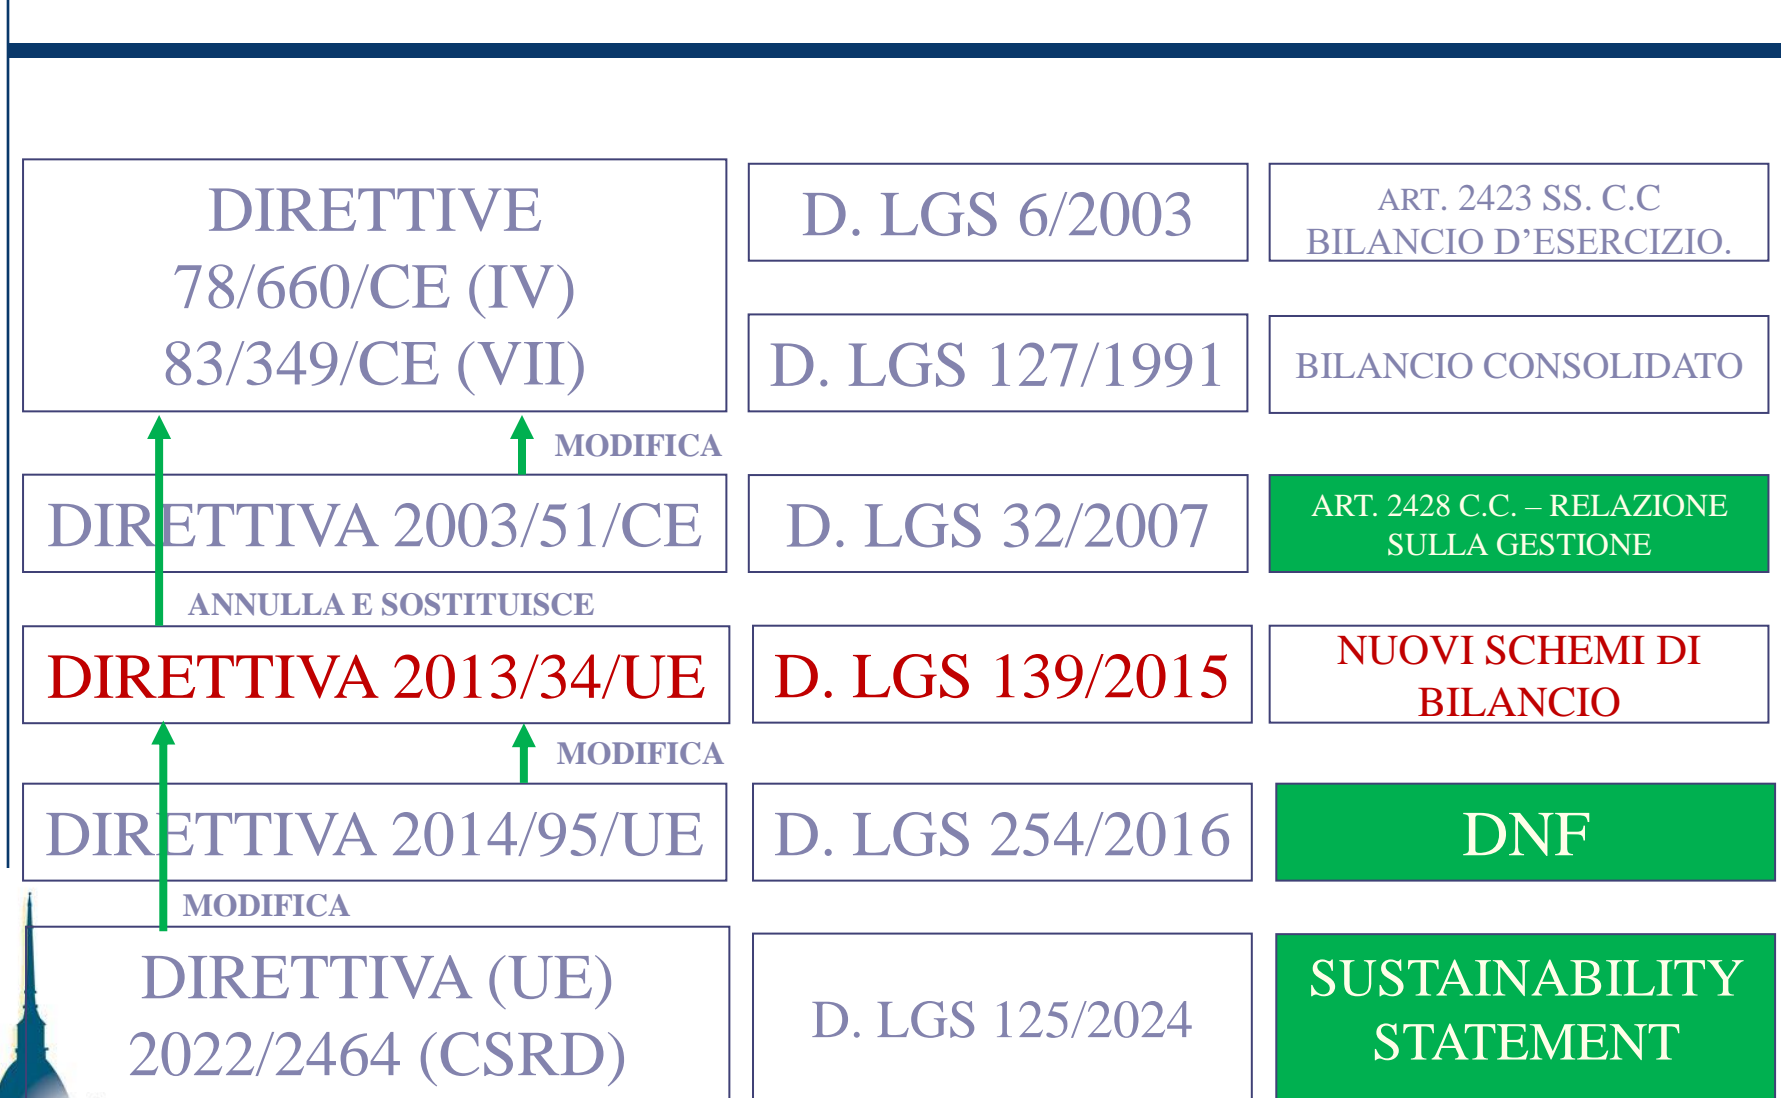 DIRETTIVE
78/660/CE (IV)
83/349/CE (VII)
D. LGS 6/2003
ART. 2423 SS. C.C
BILANCIO D’ESERCIZIO.
D. LGS 127/1991
BILANCIO CONSOLIDATO
MODIFICA
DIRETTIVA 2003/51/CE
D. LGS 32/2007
ART. 2428 C.C. – RELAZIONE
SULLA GESTIONE
ANNULLA E SOSTITUISCE
DIRETTIVA 2013/34/UE
D. LGS 139/2015
NUOVI SCHEMI DI
BILANCIO
MODIFICA
DIRETTIVA 2014/95/UE
D. LGS 254/2016
DNF
MODIFICA
DIRETTIVA (UE)
2022/2464 (CSRD)
D. LGS 125/2024
SUSTAINABILITY
STATEMENT